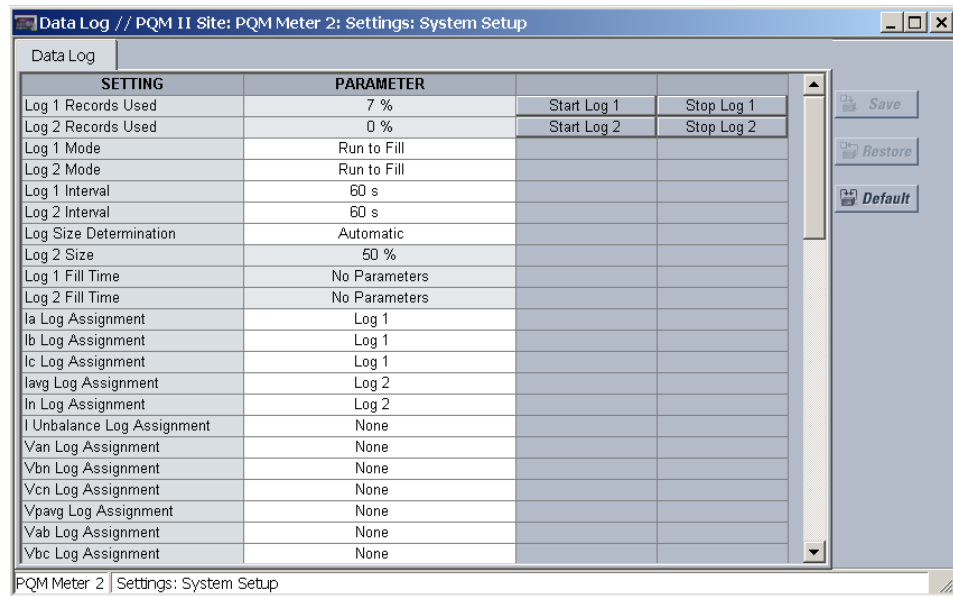 Data Log // PQM II Site: PQM Meter 2: Settings: System Setup
Data Log
SETTING PARAMETER
Log 1 Records Used 7 % Start Log 1 Stop Log 1
Log 2 Records Used 0 % Start Log 2 Stop Log 2
Log 1 Mode Run to Fill
Log 2 Mode Run to Fill
Log 1 Interval 60 s
Log 2 Interval 60 s
Log Size Determination Automatic
Log 2 Size 50 %
Log 1 Fill Time No Parameters
Log 2 Fill Time No Parameters
Ia Log Assignment Log 1
Ib Log Assignment Log 1
Ic Log Assignment Log 1
Iavg Log Assignment Log 2
In Log Assignment Log 2
I Unbalance Log Assignment None
Van Log Assignment None
Vbn Log Assignment None
Vcn Log Assignment None
Vpavg Log Assignment None
Vab Log Assignment None
Vbc Log Assignment None
Save
Restore
Default
PQM Meter 2 Settings: System Setup